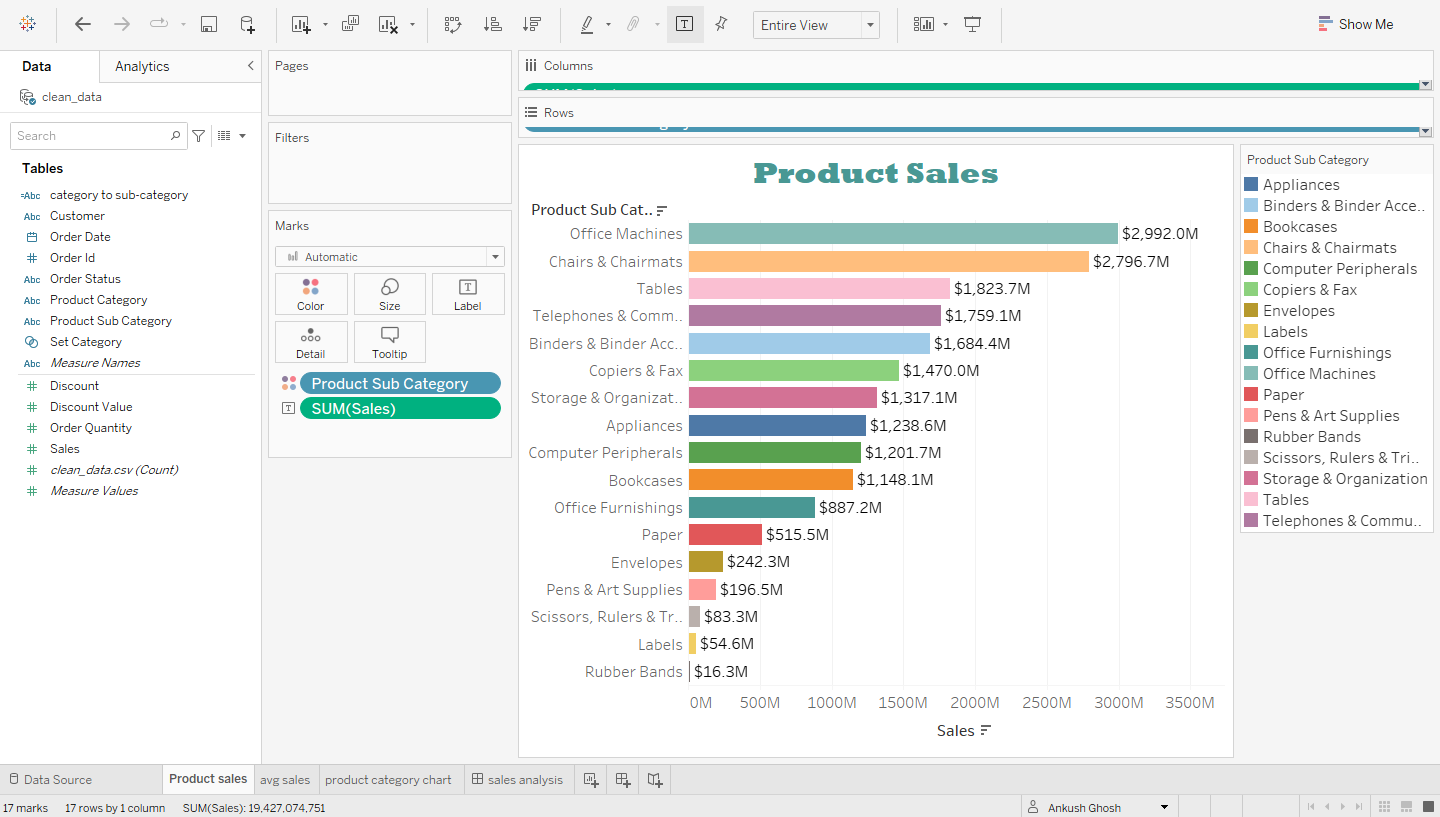 Entire View
Show Me
Data
Analytics
clean_data
Search
Tables
=Abc category to sub-category
Abc Customer
Order Date
Order Id
Abc Order Status
Abc Product Category
Abc Product Sub Category
Set Category
Abc Measure Names
Discount
Discount Value
Order Quantity
Sales
clean_data.csv (Count)
Measure Values
Pages
Filters
Marks
Automatic
Color
Size
Label
Detail
Tooltip
Product Sub Category
SUM(Sales)
Columns
Rows
Product Sales
Product Sub Cat..
Office Machines $2,992.0M
Chairs & Chairmats $2,796.7M
Tables $1,823.7M
Telephones & Comm.. $1,759.1M
Binders & Binder Acc.. $1,684.4M
Copiers & Fax $1,470.0M
Storage & Organizat.. $1,317.1M
Appliances $1,238.6M
Computer Peripherals $1,201.7M
Bookcases $1,148.1M
Office Furnishings $887.2M
Paper $515.5M
Envelopes $242.3M
Pens & Art Supplies $196.5M
Scissors, Rulers & Tr.. $83.3M
Labels $54.6M
Rubber Bands $16.3M
0M 500M 1000M 1500M 2000M 2500M 3000M 3500M
Sales
Product Sub Category
Appliances
Binders & Binder Acce..
Bookcases
Chairs & Chairmats
Computer Peripherals
Copiers & Fax
Envelopes
Labels
Office Furnishings
Office Machines
Paper
Pens & Art Supplies
Rubber Bands
Scissors, Rulers & Tri..
Storage & Organization
Tables
Telephones & Commu..
Data Source
Product sales
avg sales
product category chart
sales analysis
17 marks
17 rows by 1 column
SUM(Sales): 19,427,074,751
Ankush Ghosh